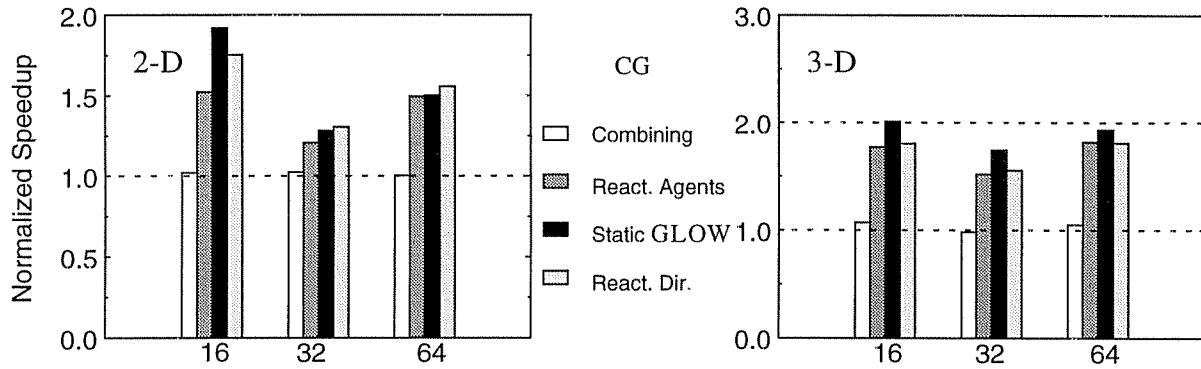 Normalized Speedup
2.0
1.5
1.0
0.5
0.0
2-D
16
32
64
CG
Combining
React. Agents
Static GLOW
React. Dir.
3.0
2.0
1.0
0.0
3-D
16
32
64